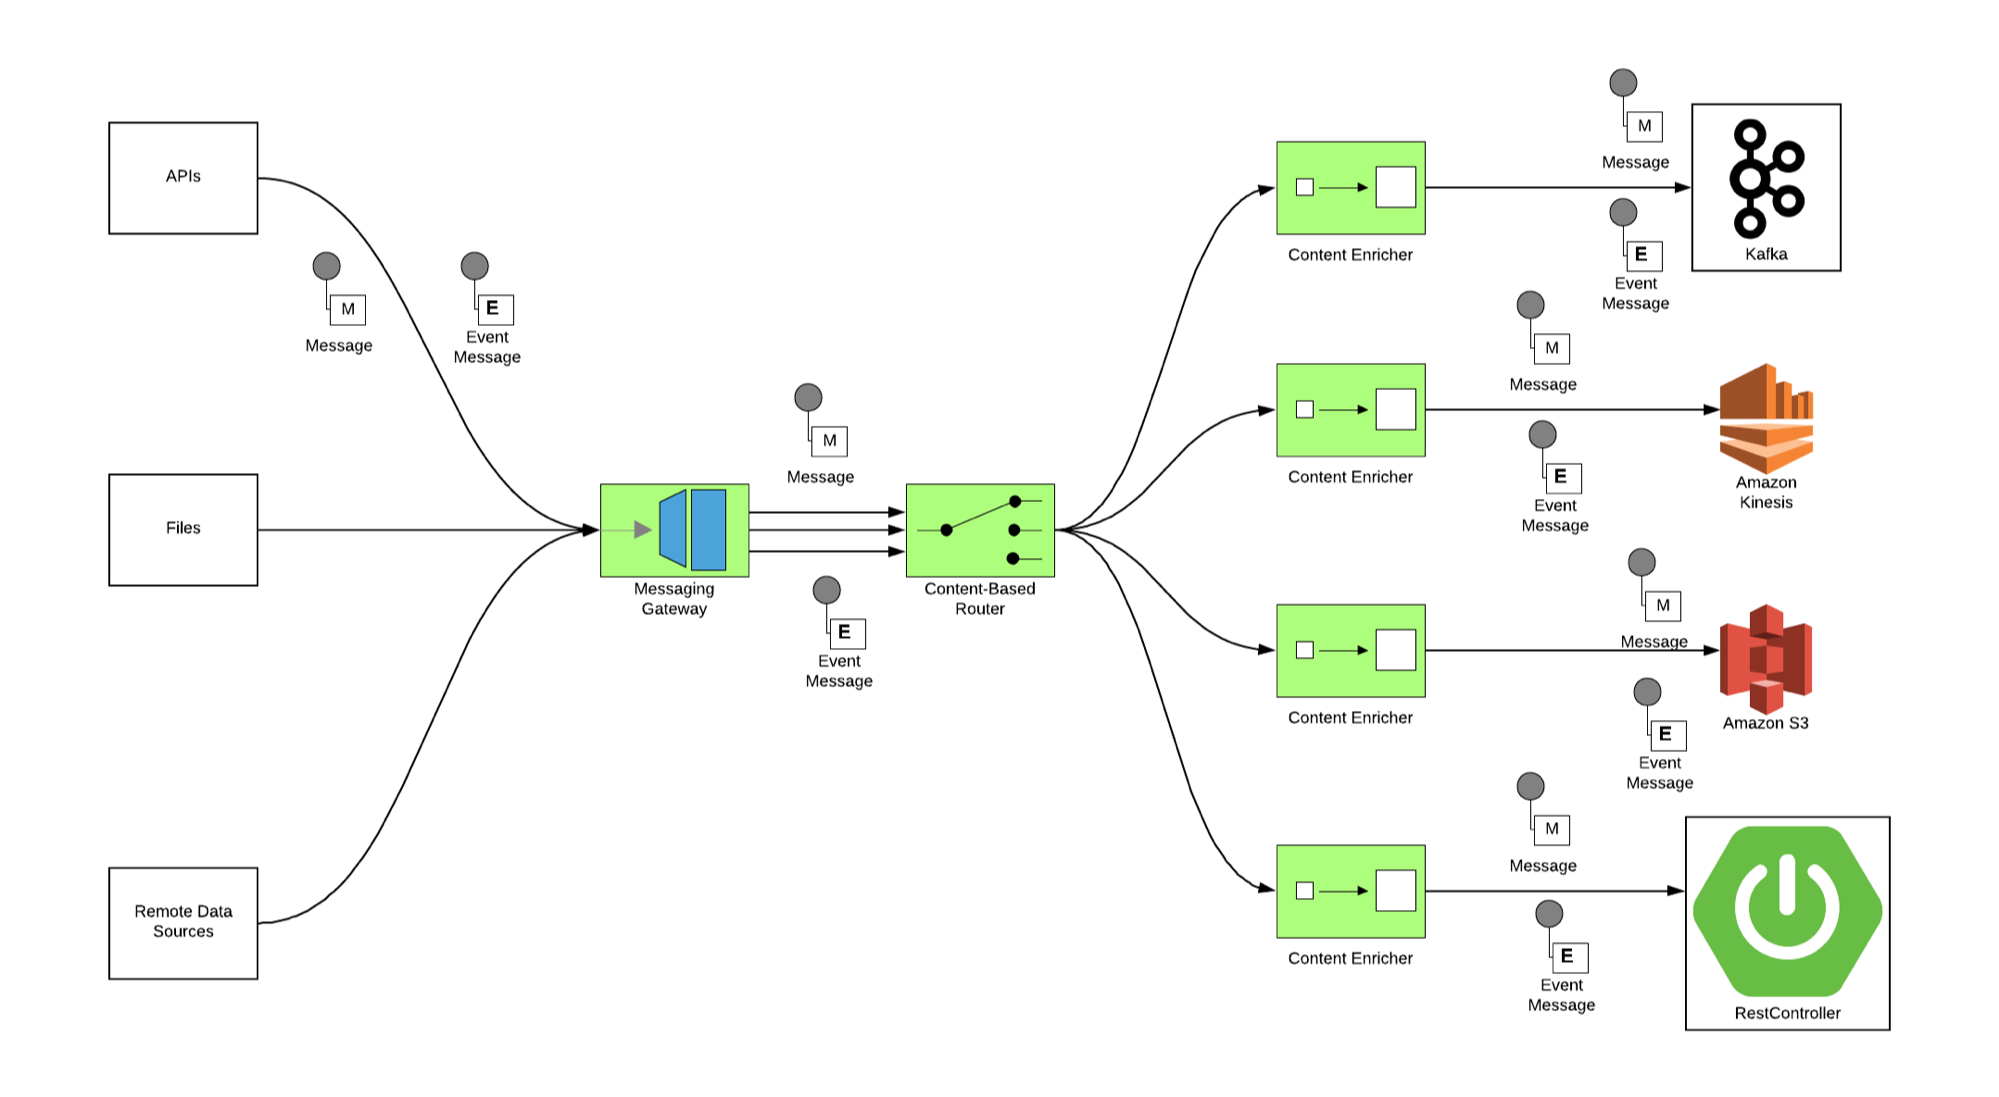 APIs
M
Message
E
Event
Message
Files
Remote Data
Sources
Messaging
Gateway
M
Message
E
Event
Message
Content-Based
Router
Content Enricher
M
Message
E
Event
Message
Kafka
Content Enricher
M
Message
E
Event
Message
Amazon
Kinesis
Content Enricher
M
Message
E
Event
Message
Amazon S3
Content Enricher
M
Message
E
Event
Message
RestController